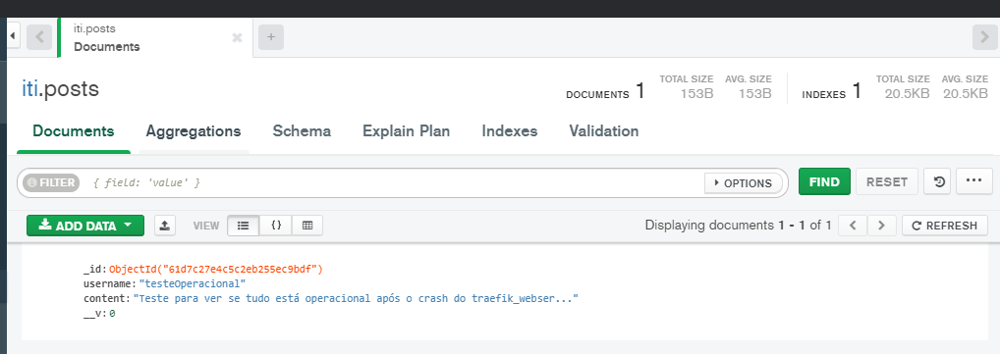 iti.posts
Documents
iti.posts
DOCUMENTS 1
TOTAL SIZE AVG. SIZE
153B 153B
INDEXES 1
TOTAL SIZE AVG. SIZE
20.5KB 20.5KB
Documents Aggregations Schema Explain Plan Indexes Validation
FILTER { field: 'value' } OPTIONS FIND RESET
ADD DATA VIEW {} Displaying documents 1 - 1 of 1 REFRESH
_id: ObjectId("61d7c27e4c5c2eb255ec9bdf")
username: "testeOperacional"
content: "Teste para ver se tudo está operacional após o crash do traefik_webser..."
__v: 0